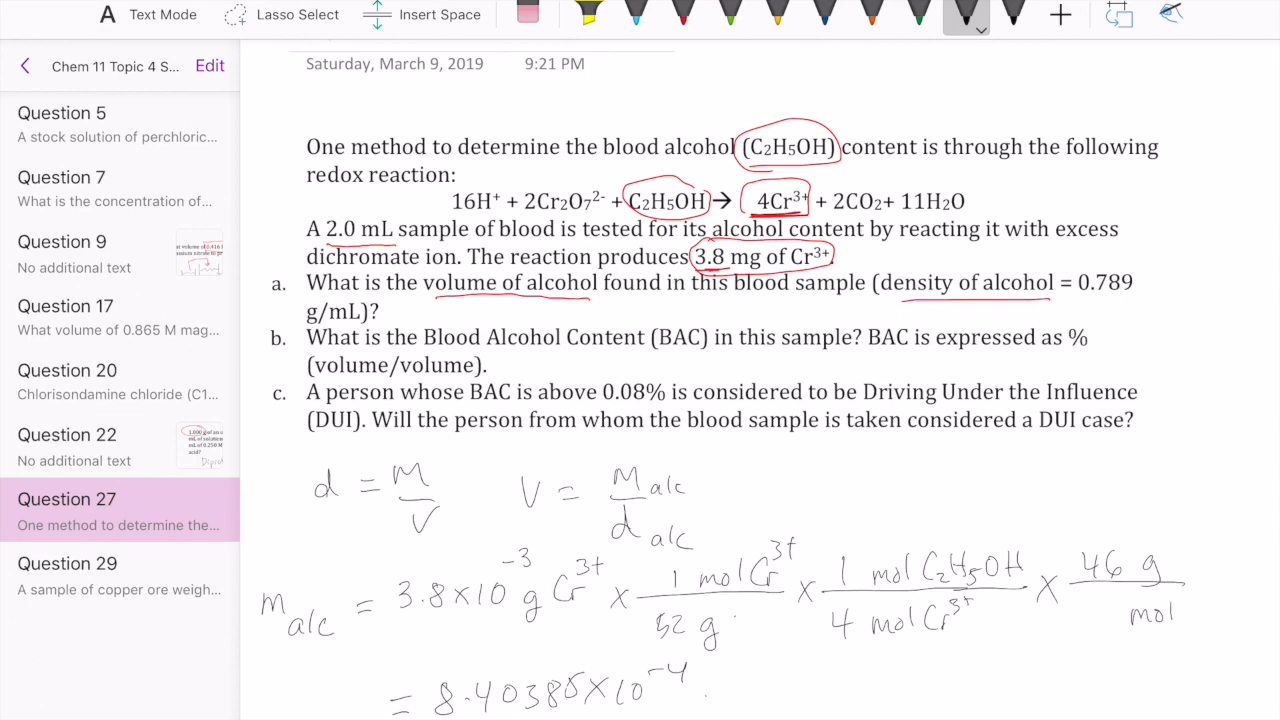 A Text Mode Lasso Select Insert Space
Chem 11 Topic 4 S... Edit
Question 5
A stock solution of perchloric...
Question 7
What is the concentration of...
Question 9
No additional text
Question 17
What volume of 0.865 M mag...
Question 20
Chlorisondamine chloride (C1...
Question 22
No additional text
Question 27
One method to determine the...
Question 29
A sample of copper ore weigh...
Saturday, March 9, 2019 9:21 PM
One method to determine the blood alcohol (C₂H₅OH) content is through the following
redox reaction:
16H⁺ + 2Cr₂O₇²⁻ + C₂H₅OH → 4Cr³⁺ + 2CO₂+ 11H₂O
A 2.0 mL sample of blood is tested for its alcohol content by reacting it with excess
dichromate ion. The reaction produces 3.8 mg of Cr³⁺.
a. What is the volume of alcohol found in this blood sample (density of alcohol = 0.789
g/mL)?
b. What is the Blood Alcohol Content (BAC) in this sample? BAC is expressed as %
(volume/volume).
c. A person whose BAC is above 0.08% is considered to be Driving Under the Influence
(DUI). Will the person from whom the blood sample is taken considered a DUI case?
d = M/V V = M alc / d alc
m alc = 3.8 x 10⁻³ g Cr³⁺ x 1 mol Cr³⁺ / 52 g x 1 mol C₂H₅OH / 4 mol Cr³⁺ x 46 g / mol
= 8.40385 x 10⁻⁴